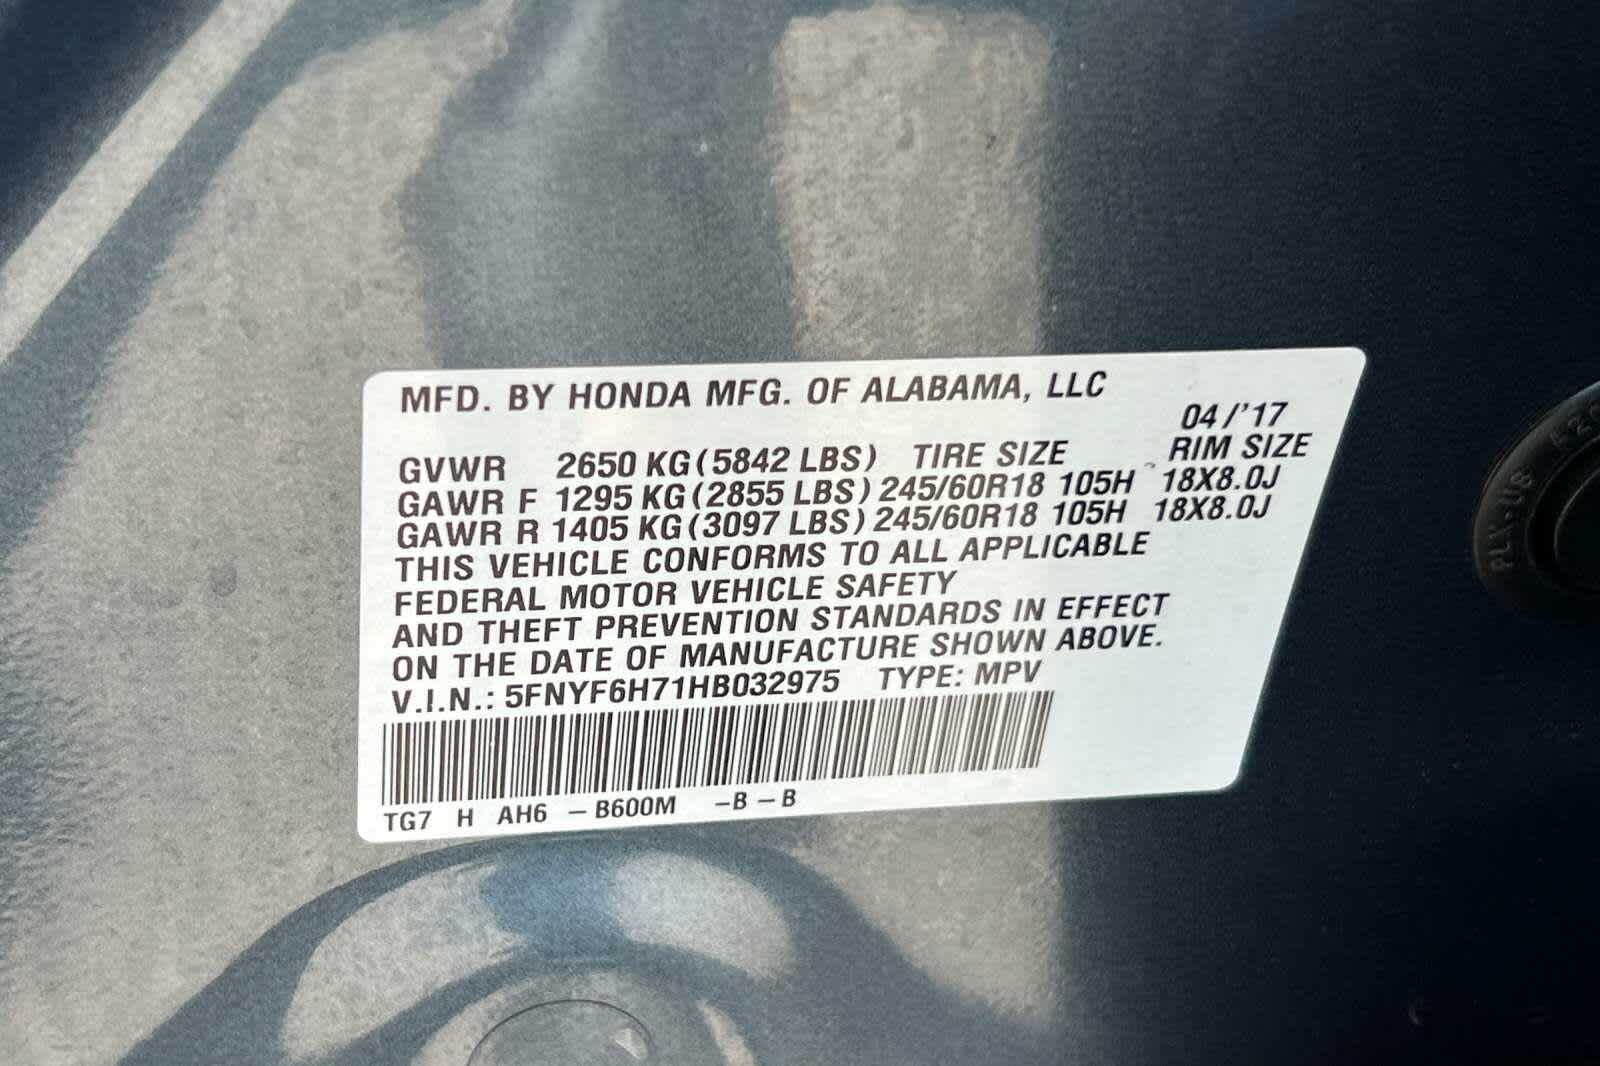 MFD. BY HONDA MFG. OF ALABAMA, LLC
04/'17
GVWR 2650 KG (5842 LBS) TIRE SIZE RIM SIZE
GAWR F 1295 KG (2855 LBS) 245/60R18 105H 18X8.0J
GAWR R 1405 KG (3097 LBS) 245/60R18 105H 18X8.0J
THIS VEHICLE CONFORMS TO ALL APPLICABLE
FEDERAL MOTOR VEHICLE SAFETY
AND THEFT PREVENTION STANDARDS IN EFFECT
ON THE DATE OF MANUFACTURE SHOWN ABOVE.
V.I.N.: 5FNYF6H71HB032975 TYPE: MPV
TG7 H AH6 – B600M –B – B